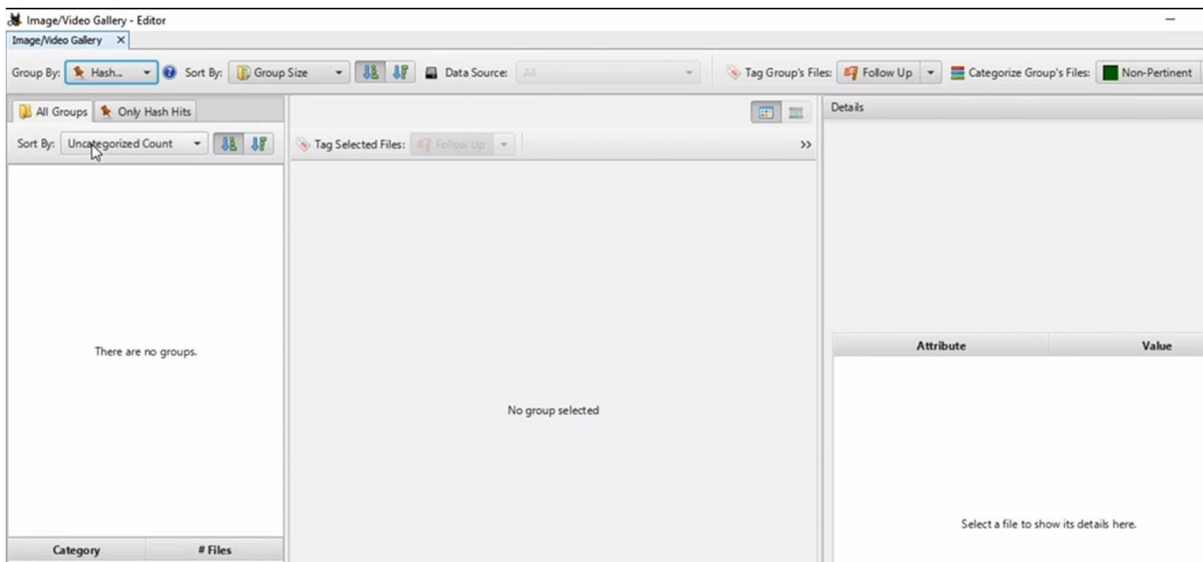 Image/Video Gallery - Editor
Image/Video Gallery X
Group By: Hash... Sort By: Group Size Data Source: All Tag Group's Files: Follow Up Categorize Group's Files: Non-Pertinent
All Groups Only Hash Hits
Details
Sort By: Uncategorized Count
Tag Selected Files: Follow Up >>
Attribute Value
There are no groups.
No group selected
Select a file to show its details here.
Category # Files